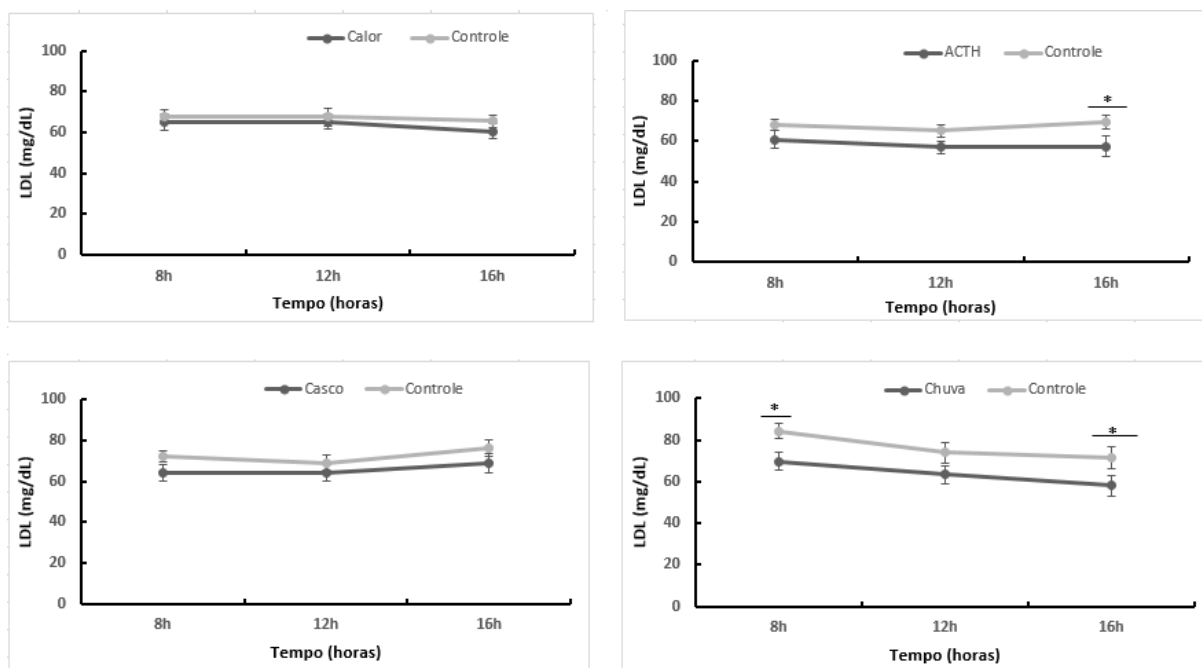 Calor Controle
100
80
60
40
20
0
LDL (mg/dL)
8h 12h 16h
Tempo (horas)
ACTH Controle
100
80
60
40
20
0
LDL (mg/dL)
*
8h 12h 16h
Tempo (horas)
Casco Controle
100
80
60
40
20
0
LDL (mg/dL)
8h 12h 16h
Tempo (horas)
Chuva Controle
100
80
60
40
20
0
LDL (mg/dL)
* *
8h 12h 16h
Tempo (horas)